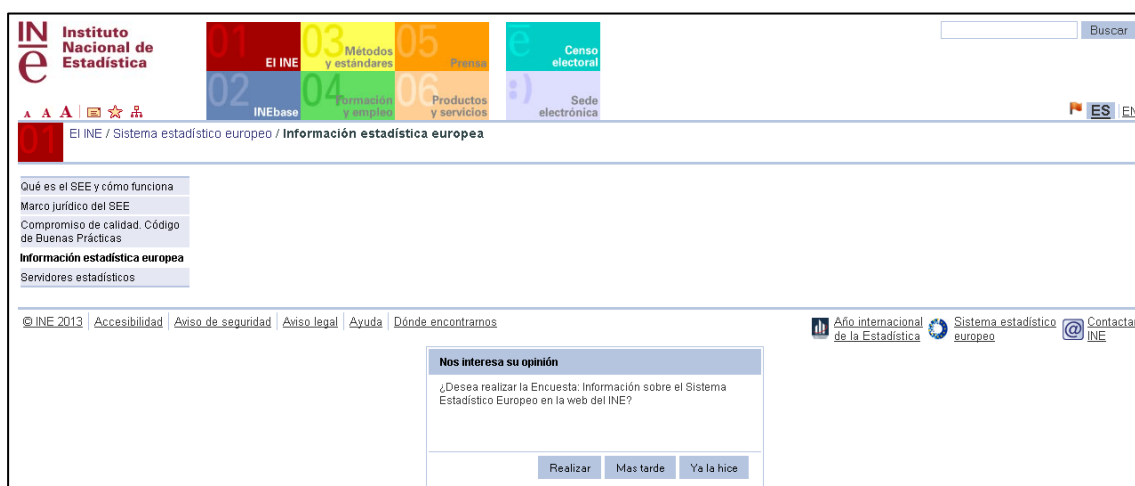 INe
Instituto
Nacional de
Estadística
01
El INE
03
Métodos
y estándares
05
Prensa
e
Censo
electoral
Buscar
02
INEbase
04
Formación
y empleo
06
Productos
y servicios
:)
Sede
electrónica
A A A
ES EN
01
El INE / Sistema estadístico europeo / Información estadística europea
Qué es el SEE y cómo funciona
Marco jurídico del SEE
Compromiso de calidad. Código
de Buenas Prácticas
Información estadística europea
Servidores estadísticos
© INE 2013 Accesibilidad Aviso de seguridad Aviso legal Ayuda Dónde encontrarnos
Año internacional
de la Estadística
Sistema estadístico
europeo
@
Contactar
INE
Nos interesa su opinión
¿Desea realizar la Encuesta: Información sobre el Sistema
Estadístico Europeo en la web del INE?
Realizar Mas tarde Ya la hice